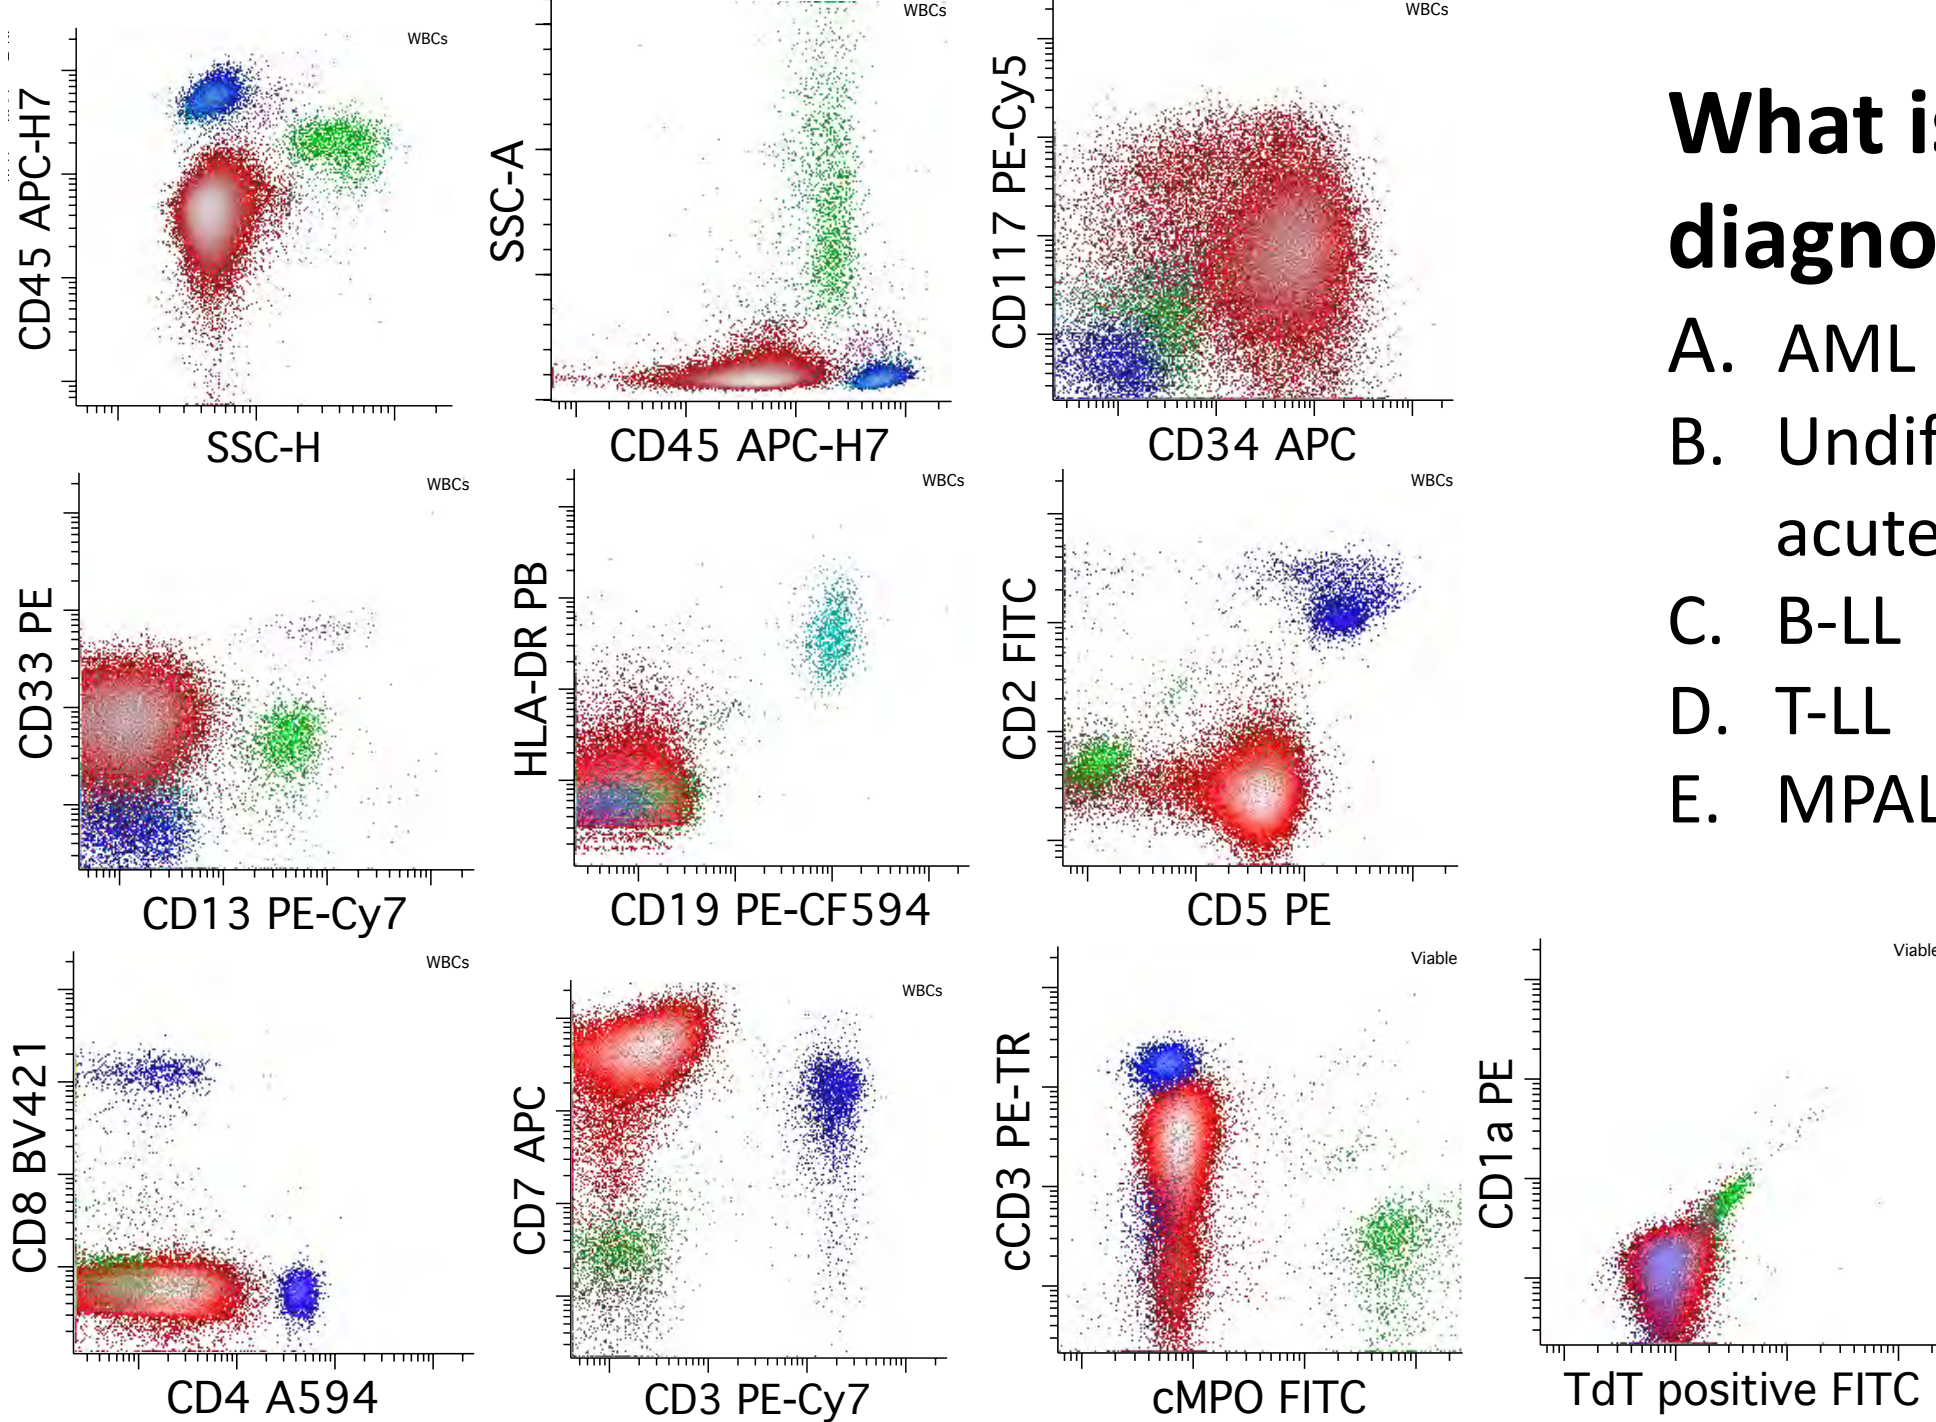 WBCs
CD45 APC-H7
SSC-H
WBCs
SSC-A
CD45 APC-H7
WBCs
CD117 PE-Cy5
CD34 APC
WBCs
CD33 PE
CD13 PE-Cy7
WBCs
HLA-DR PB
CD19 PE-CF594
WBCs
CD2 FITC
CD5 PE
WBCs
CD8 BV421
CD4 A594
WBCs
CD7 APC
CD3 PE-Cy7
Viable
cCD3 PE-TR
cMPO FITC
Viable
CD1a PE
TdT positive FITC
What is
diagno
A. AML
B. Undif
acute
C. B-LL
D. T-LL
E. MPAL